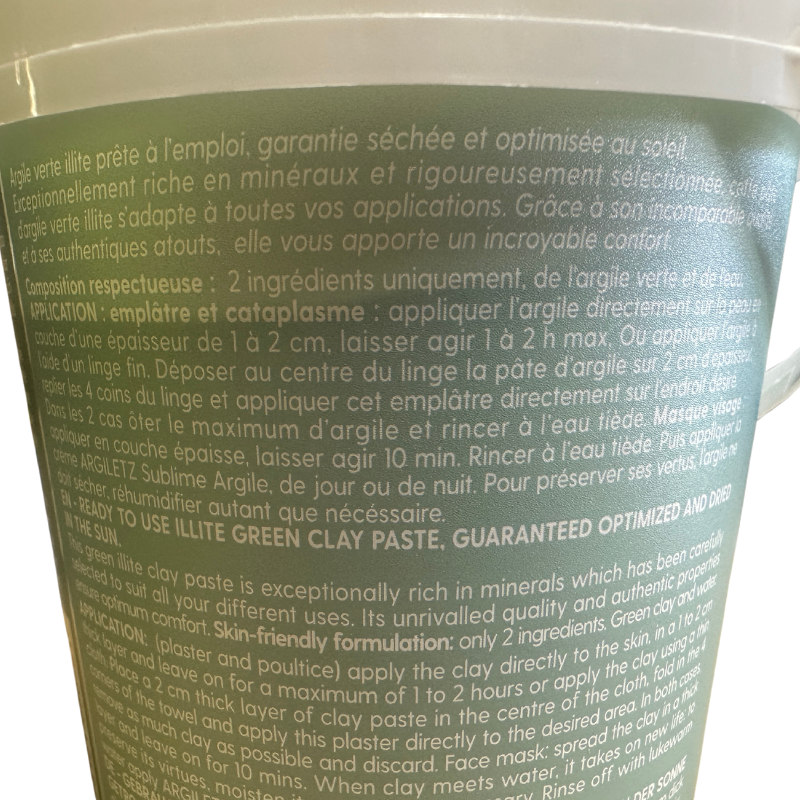 Argile verte illite prête à l'emploi, garantie séchée et optimisée au soleil.
Exceptionnellement riche en minéraux et rigoureusement sélectionnée, cette pâte
d'argile verte illite s'adapte à toutes vos applications. Grâce à son incomparable
et à ses authentiques atouts, elle vous apporte un incroyable confort.
Composition respectueuse : 2 ingrédients uniquement, de l'argile verte et de l'eau.
APPLICATION : emplâtre et cataplasme : appliquer l'argile directement sur la peau en
couche d'une épaisseur de 1 à 2 cm, laisser agir 1 à 2 h max. Ou appliquer l'argile à
l'aide d'un linge fin. Déposer au centre du linge la pâte d'argile sur 2 cm d'épaisseur,
replier les 4 coins du linge et appliquer cet emplâtre directement sur l'endroit désiré.
Dans les 2 cas ôter le maximum d'argile et rincer à l'eau tiède. Masque visage
appliquer en couche épaisse, laisser agir 10 min. Rincer à l'eau tiède. Puis appliquer la
crème ARGILETZ Sublime Argile, de jour ou de nuit. Pour préserver ses vertus, l'argile ne
doit sécher, réhumidifier autant que nécéssaire.
EN - READY TO USE ILLITE GREEN CLAY PASTE, GUARANTEED OPTIMIZED AND DRIED
IN THE SUN.
This green illite clay paste is exceptionally rich in minerals which has been carefully
selected to suit all your different uses. Its unrivalled quality and authentic properties
ensure optimum comfort. Skin-friendly formulation: only 2 ingredients. Green clay and water.
APPLICATION: (plaster and poultice) apply the clay directly to the skin, in a 1 to 2 cm
thick layer and leave on for a maximum of 1 to 2 hours or apply the clay using a thin
cloth. Place a 2 cm thick layer of clay paste in the centre of the cloth, fold in the 4
corners of the towel and apply this plaster directly to the desired area. In both cases,
remove as much clay as possible and discard. Face mask: spread the clay in a thick
layer and leave on for 10 mins. When clay meets water, it takes on new life: to
preserve its virtues, moisten Rinse off with lukewarm
apply
DER SONNE